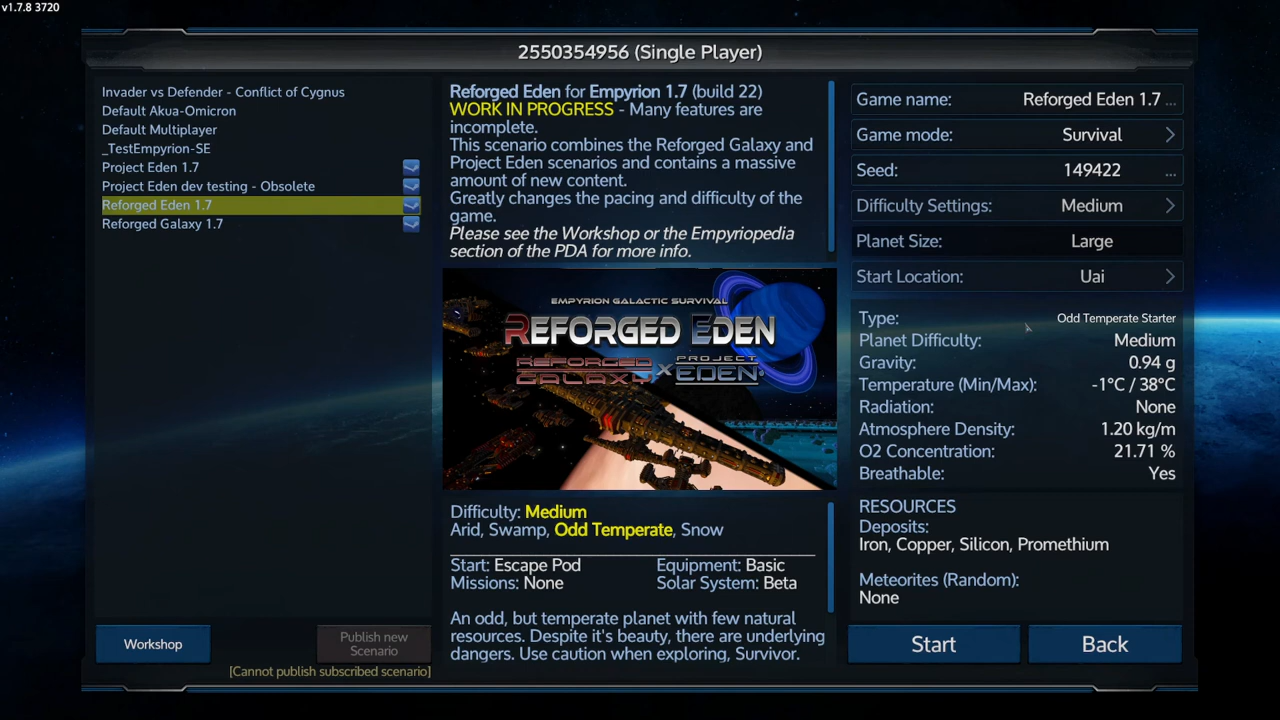 v1.7.8 3720
2550354956 (Single Player)
Invader vs Defender - Conflict of Cygnus
Default Akua-Omicron
Default Multiplayer
_TestEmpyrion-SE
Project Eden 1.7
Project Eden dev testing - Obsolete
Reforged Eden 1.7
Reforged Galaxy 1.7
Workshop
Publish new
Scenario
[Cannot publish subscribed scenario]
Reforged Eden for Empyrion 1.7 (build 22)
WORK IN PROGRESS - Many features are
incomplete.
This scenario combines the Reforged Galaxy and
Project Eden scenarios and contains a massive
amount of new content.
Greatly changes the pacing and difficulty of the
game.
Please see the Workshop or the Empyriopedia
section of the PDA for more info.
EMPYRION GALACTIC SURVIVAL
REFORGED EDEN
REFORGED
GALAXY X PROJECT
EDEN
Difficulty: Medium
Arid, Swamp, Odd Temperate, Snow
Start: Escape Pod Equipment: Basic
Missions: None Solar System: Beta
An odd, but temperate planet with few natural
resources. Despite it's beauty, there are underlying
dangers. Use caution when exploring, Survivor.
Game name: Reforged Eden 1.7 ...
Game mode: Survival
Seed: 149422 ...
Difficulty Settings: Medium
Planet Size: Large
Start Location: Uai
Type: Odd Temperate Starter
Planet Difficulty: Medium
Gravity: 0.94 g
Temperature (Min/Max): -1°C / 38°C
Radiation: None
Atmosphere Density: 1.20 kg/m
O2 Concentration: 21.71 %
Breathable: Yes
RESOURCES
Deposits:
Iron, Copper, Silicon, Promethium
Meteorites (Random):
None
Start
Back